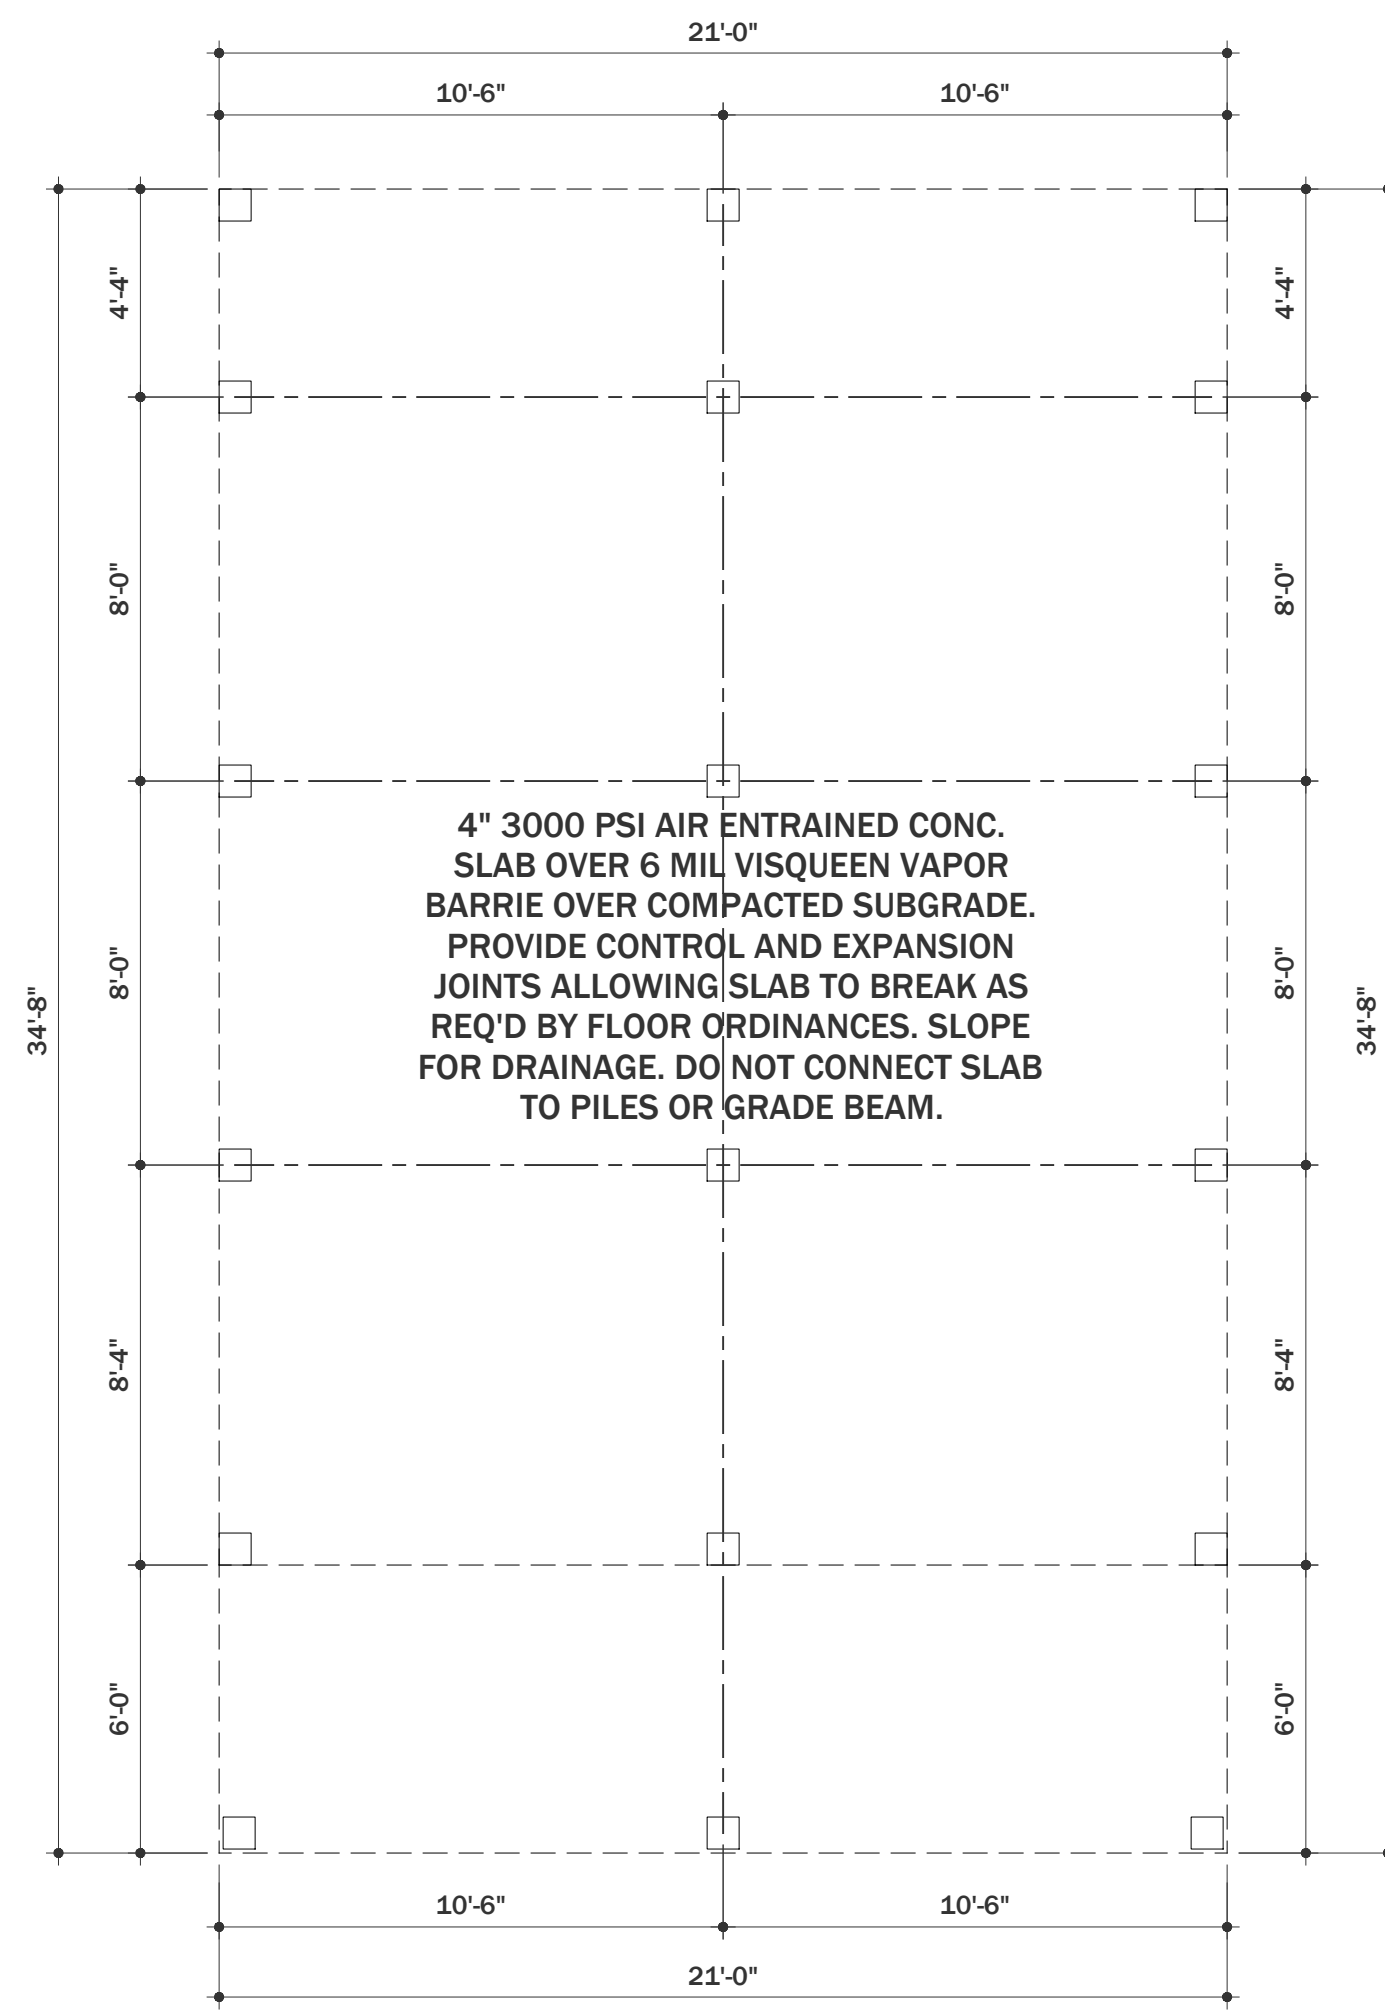 21'-0"
10'-6" 10'-6"
4'-4" 4'-4"
8'-0" 8'-0"
4" 3000 PSI AIR ENTRAINED CONC.
SLAB OVER 6 MIL VISQUEEN VAPOR
BARRIE OVER COMPACTED SUBGRADE.
PROVIDE CONTROL AND EXPANSION
JOINTS ALLOWING SLAB TO BREAK AS
REQ'D BY FLOOR ORDINANCES. SLOPE
FOR DRAINAGE. DO NOT CONNECT SLAB
TO PILES OR GRADE BEAM.
8'-0" 8'-0"
34'-8" 34'-8"
8'-4" 8'-4"
6'-0" 6'-0"
10'-6" 10'-6"
21'-0"